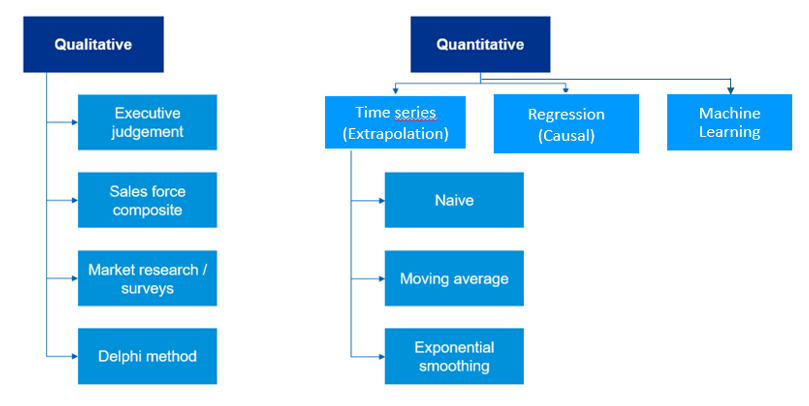 Qualitative
Executive
judgement
Sales force
composite
Market research /
surveys
Delphi method
Quantitative
Time series
(Extrapolation)
Regression
(Causal)
Machine
Learning
Naive
Moving average
Exponential
smoothing